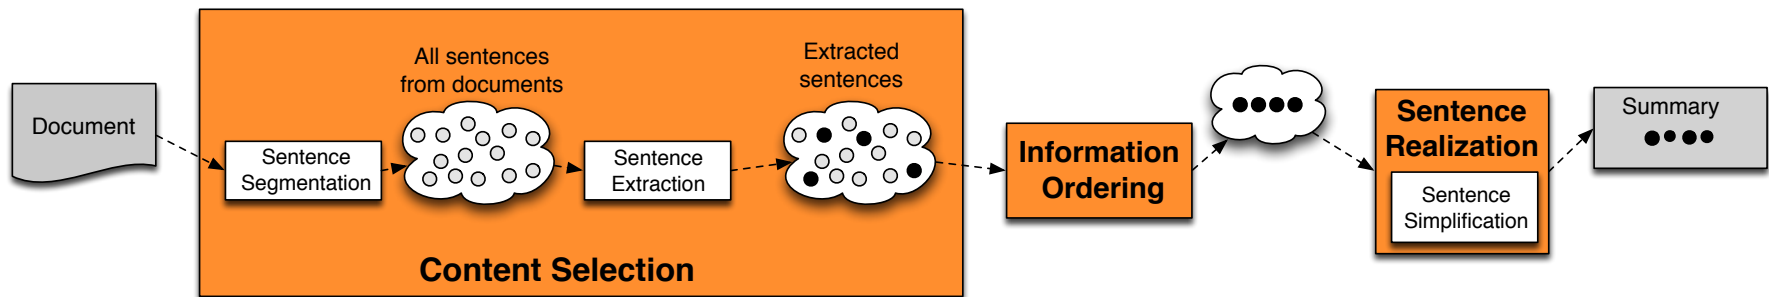 Document
Sentence
Segmentation
All sentences
from documents
Sentence
Extraction
Extracted
sentences
Content Selection
Information
Ordering
Sentence
Realization
Sentence
Simplification
Summary